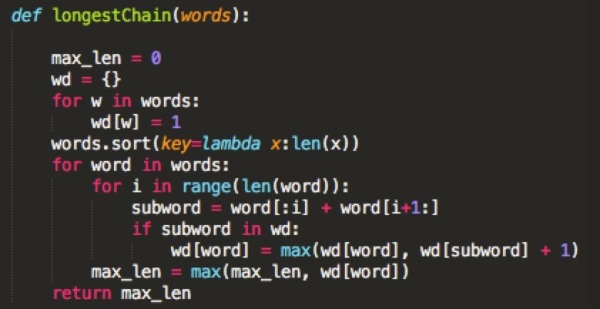 def longestChain(words):
    max_len = 0
    wd = {}
    for w in words:
        wd[w] = 1
    words.sort(key=lambda x:len(x))
    for word in words:
        for i in range(len(word)):
            subword = word[:i] + word[i+1:]
            if subword in wd:
                wd[word] = max(wd[word], wd[subword] + 1)
        max_len = max(max_len, wd[word])
    return max_len